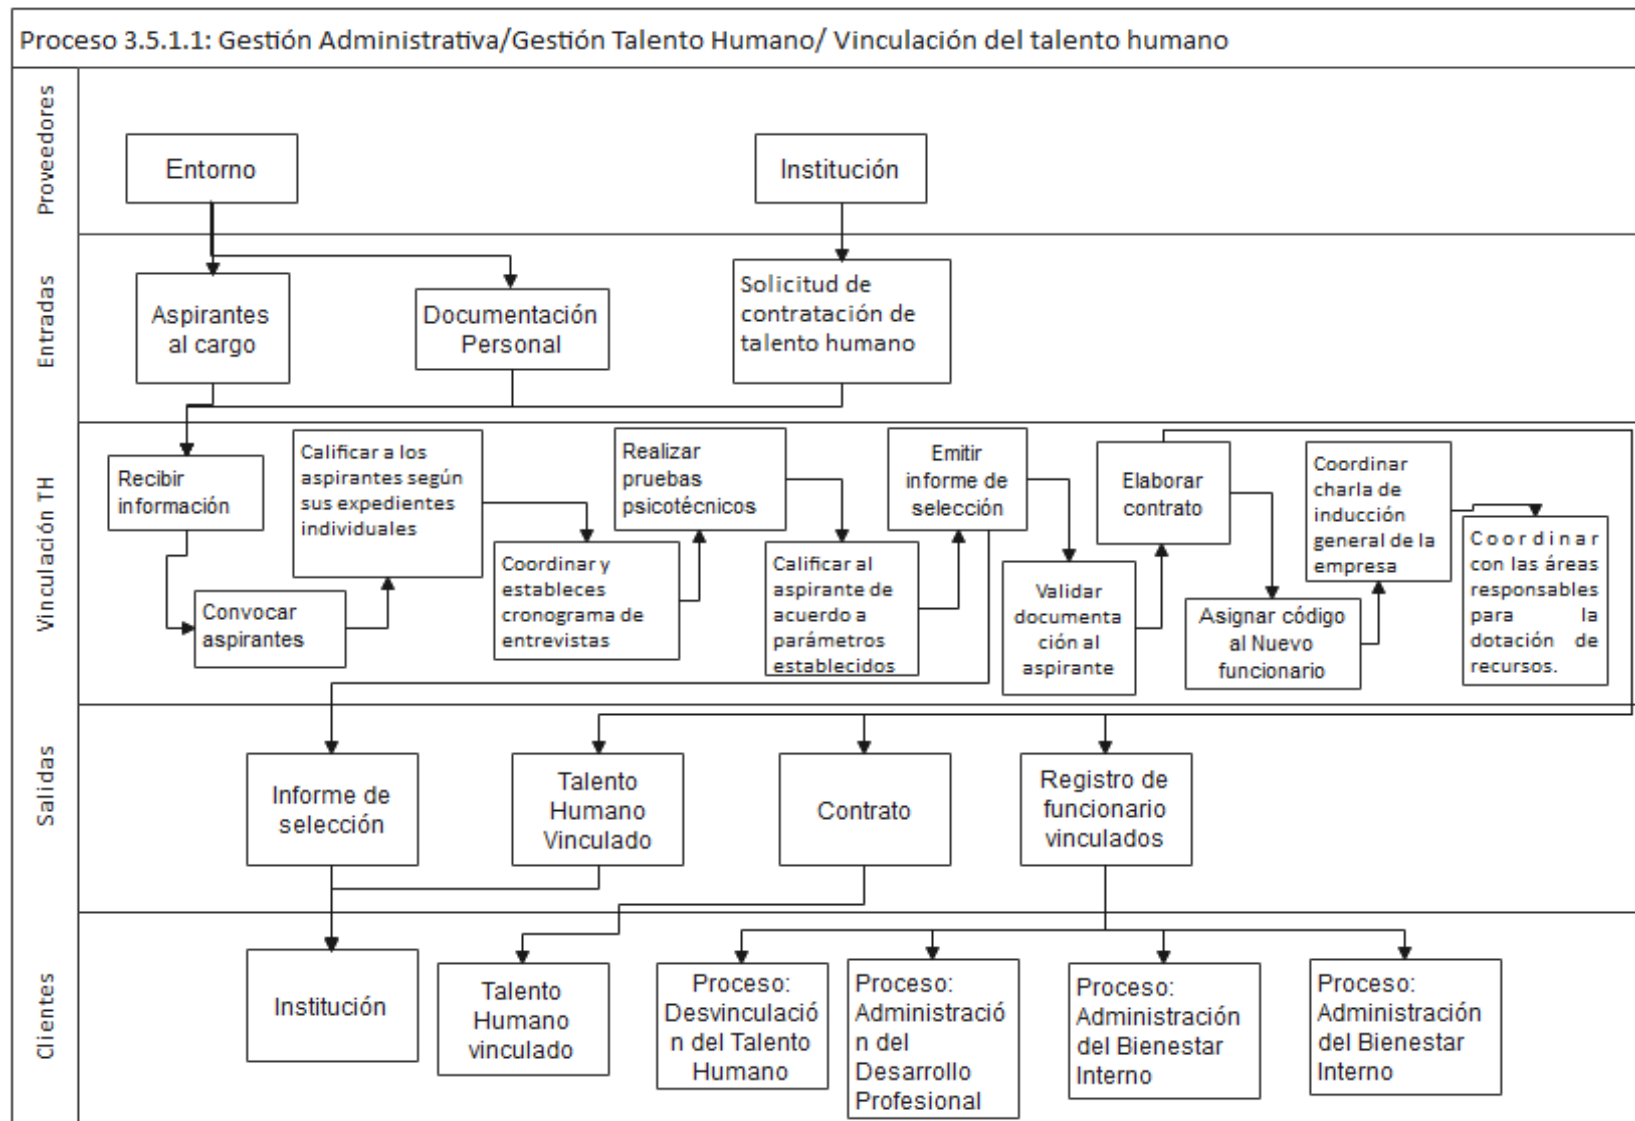 Proceso 3.5.1.1: Gestión Administrativa/Gestión Talento Humano/ Vinculación del talento humano
Proveedores
Entorno
Institución
Entradas
Aspirantes
al cargo
Documentación
Personal
Solicitud de
contratación de
talento humano
Vinculación TH
Recibir
información
Convocar
aspirantes
Calificar a los
aspirantes según
sus expedientes
individuales
Coordinar y
estableces
cronograma de
entrevistas
Realizar
pruebas
psicotécnicos
Calificar al
aspirante de
acuerdo a
parámetros
establecidos
Emitir
informe de
selección
Validar
documenta
ción al
aspirante
Elaborar
contrato
Asignar código
al Nuevo
funcionario
Coordinar
charla de
inducción
general de la
empresa
Coordinar
con las áreas
responsables
para la
dotación de
recursos.
Salidas
Informe de
selección
Talento
Humano
Vinculado
Contrato
Registro de
funcionario
vinculados
Clientes
Institución
Talento
Humano
vinculado
Proceso:
Desvinculació
n del Talento
Humano
Proceso:
Administració
n del
Desarrollo
Profesional
Proceso:
Administración
del Bienestar
Interno
Proceso:
Administración
del Bienestar
Interno